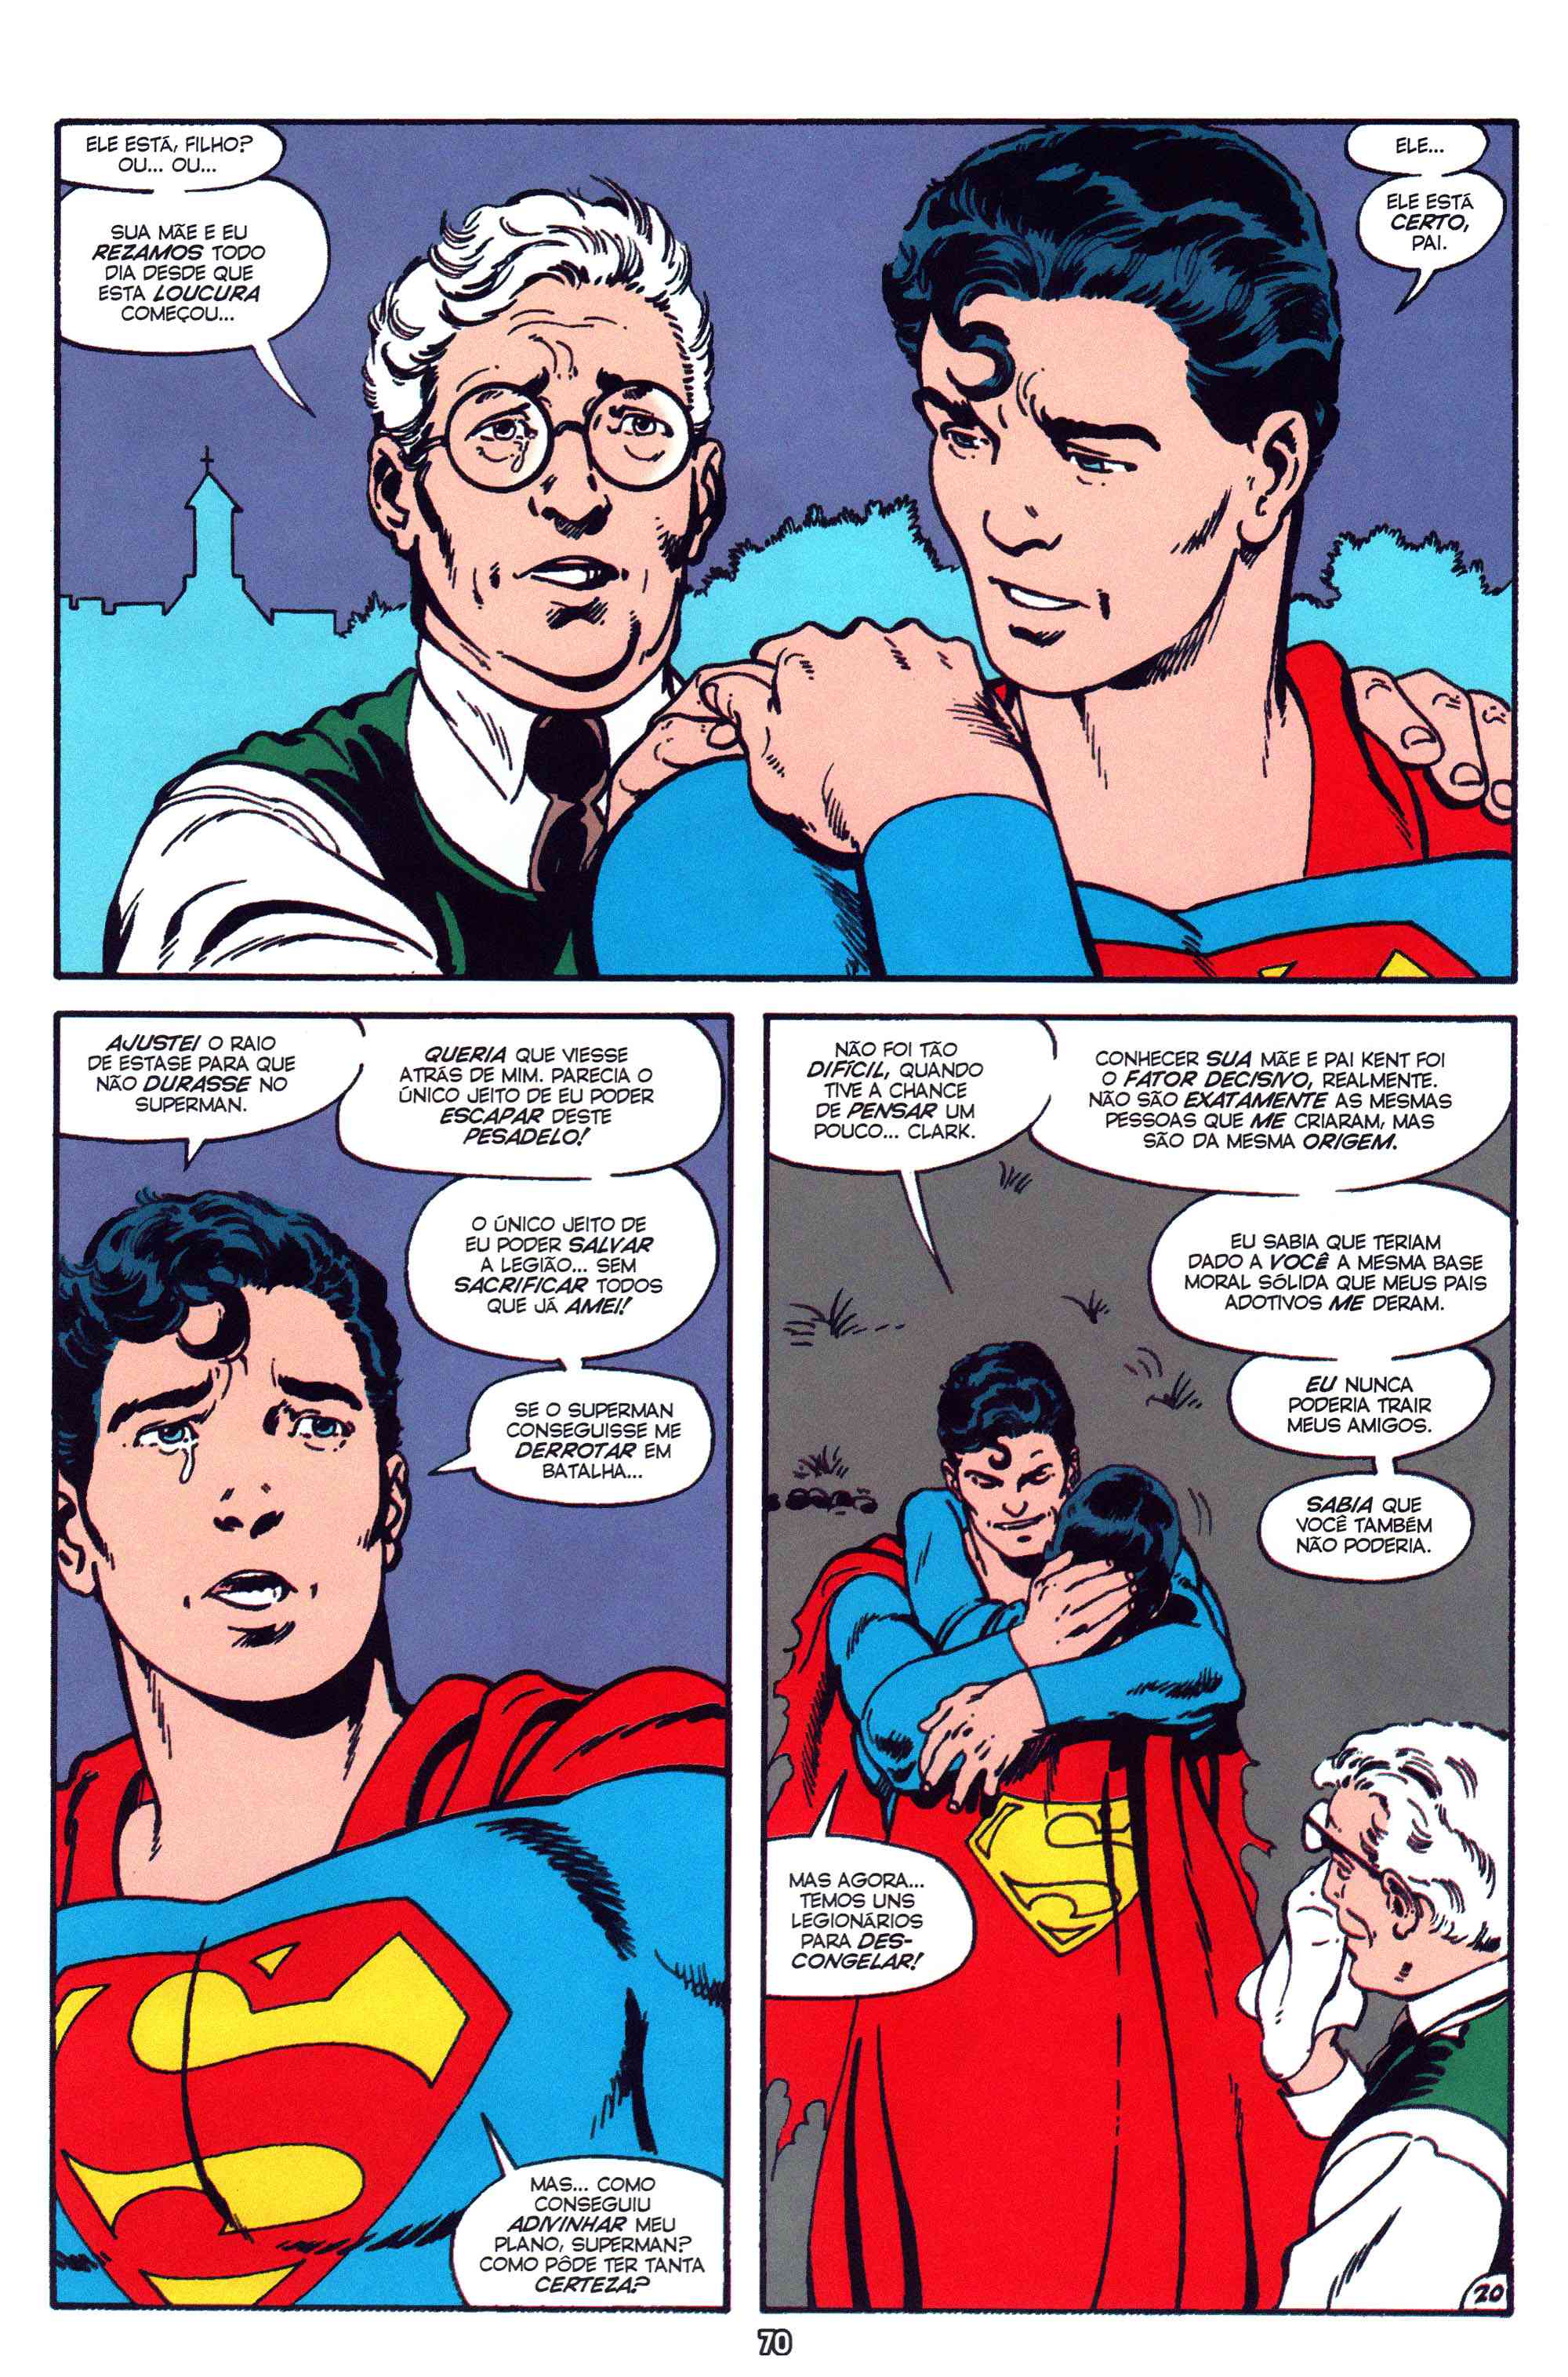 ELE ESTÁ, FILHO?
OU... OU...
SUA MÃE E EU
REZAMOS TODO
DIA DESDE QUE
ESTA LOUCURA
COMEÇOU...
ELE...
ELE ESTÁ
CERTO,
PAI.
AJUSTEI O RAIO
DE ESTASE PARA QUE
NÃO DURASSE NO
SUPERMAN.
QUERIA QUE VIESSE
ATRÁS DE MIM. PARECIA O
ÚNICO JEITO DE EU PODER
ESCAPAR DESTE
PESADELO!
O ÚNICO JEITO DE
EU PODER SALVAR
A LEGIÃO... SEM
SACRIFICAR TODOS
QUE JÁ AMEI!
SE O SUPERMAN
CONSEGUISSE ME
DERROTAR EM
BATALHA...
MAS... COMO
CONSEGUIU
ADIVINHAR MEU
PLANO, SUPERMAN?
COMO PÔDE TER TANTA
CERTEZA?
NÃO FOI TÃO
DIFÍCIL, QUANDO
TIVE A CHANCE
DE PENSAR UM
POUCO... CLARK.
CONHECER SUA MÃE E PAI KENT FOI
O FATOR DECISIVO, REALMENTE.
NÃO SÃO EXATAMENTE AS MESMAS
PESSOAS QUE ME CRIARAM, MAS
SÃO DA MESMA ORIGEM.
EU SABIA QUE TERIAM
DADO A VOCÊ A MESMA BASE
MORAL SÓLIDA QUE MEUS PAIS
ADOTIVOS ME DERAM.
EU NUNCA
PODERIA TRAIR
MEUS AMIGOS.
SABIA QUE
VOCÊ TAMBÉM
NÃO PODERIA.
MAS AGORA...
TEMOS UNS
LEGIONÁRIOS
PARA DES-
CONGELAR!
20
70